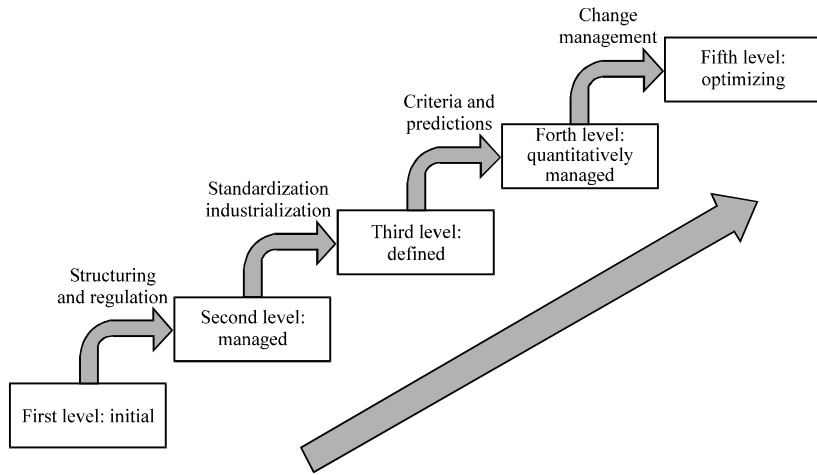 Change
management
Fifth level:
optimizing
Criteria and
predictions
Forth level:
quantitatively
managed
Standardization
industrialization
Third level:
defined
Structuring
and regulation
Second level:
managed
First level: initial